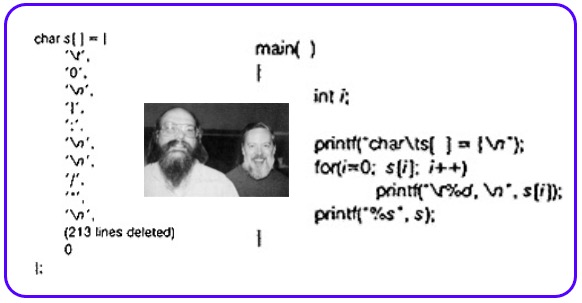 char s[ ] = {
'\t',
'0',
'\n',
'}',
';',
'\n',
'\n',
'/',
'*',
'\n',
(213 lines deleted)
0
};
main( )
{
int i;
printf("char\ts[ ] = {\n");
for(i=0; s[i]; i++)
printf("\t%d, \n", s[i]);
printf("%s", s);
}